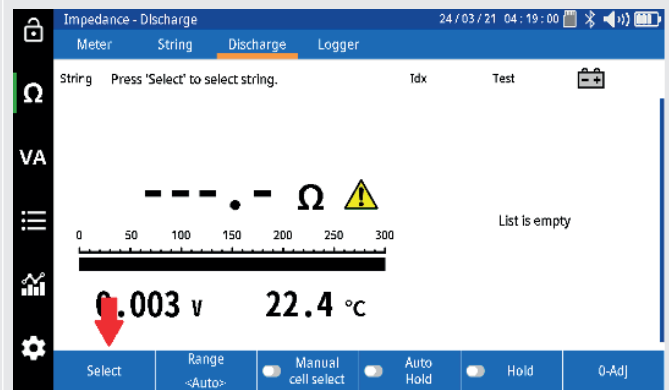 Impedance - Discharge 24/03/21 04:19:00
Meter String Discharge Logger
String Press 'Select' to select string. Idx Test
Ω
VA
---.- Ω
List is empty
0 50 100 150 200 250 300
0.003 V 22.4 °C
Select Range <Auto> Manual cell select Auto Hold Hold 0-Adj